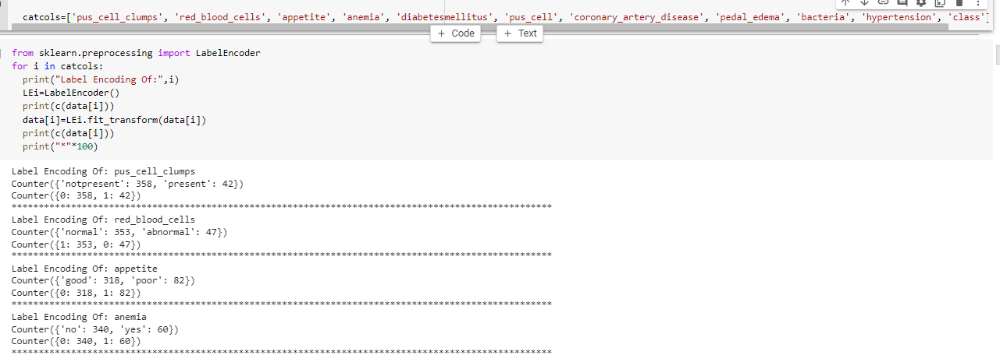 catcols=['pus_cell_clumps', 'red_blood_cells', 'appetite', 'anemia', 'diabetesmellitus', 'pus_cell', 'coronary_artery_disease', 'pedal_edema', 'bacteria', 'hypertension', 'class']
+ Code + Text
from sklearn.preprocessing import LabelEncoder
for i in catcols:
  print("Label Encoding Of:",i)
  LEi=LabelEncoder()
  print(c(data[i]))
  data[i]=LEi.fit_transform(data[i])
  print(c(data[i]))
  print("*"*100)
Label Encoding Of: pus_cell_clumps
Counter({'notpresent': 358, 'present': 42})
Counter({0: 358, 1: 42})
****************************************************************************************************
Label Encoding Of: red_blood_cells
Counter({'normal': 353, 'abnormal': 47})
Counter({1: 353, 0: 47})
****************************************************************************************************
Label Encoding Of: appetite
Counter({'good': 318, 'poor': 82})
Counter({0: 318, 1: 82})
****************************************************************************************************
Label Encoding Of: anemia
Counter({'no': 340, 'yes': 60})
Counter({0: 340, 1: 60})
****************************************************************************************************